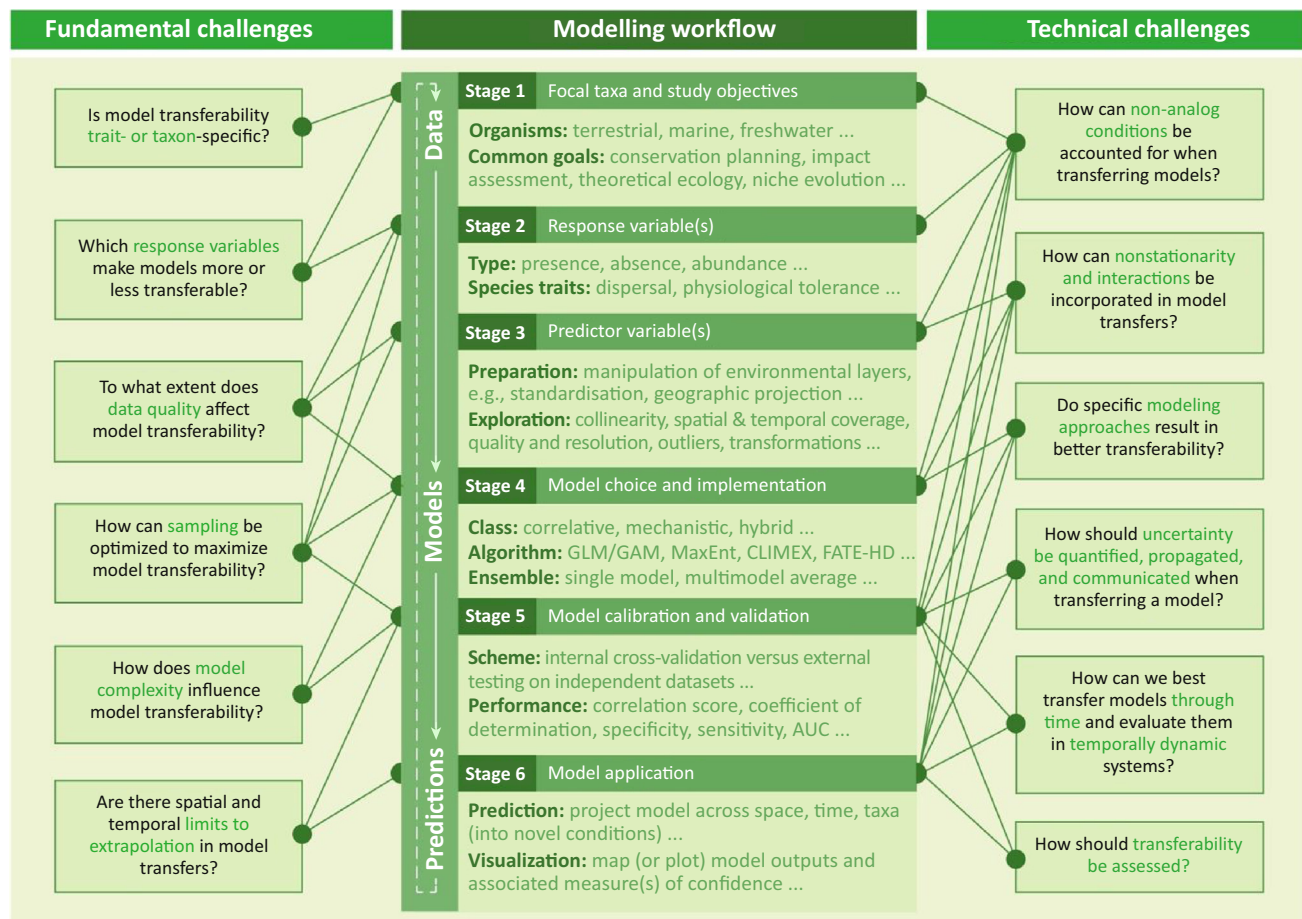 Fundamental challenges
Modelling workflow
Technical challenges
Is model transferability
trait- or taxon-specific?
Which response variables
make models more or
less transferable?
To what extent does
data quality affect
model transferability?
How can sampling be
optimized to maximize
model transferability?
How does model
complexity influence
model transferability?
Are there spatial and
temporal limits to
extrapolation in model
transfers?
Data
Models
Predictions
Stage 1 Focal taxa and study objectives
Organisms: terrestrial, marine, freshwater ...
Common goals: conservation planning, impact
assessment, theoretical ecology, niche evolution ...
Stage 2 Response variable(s)
Type: presence, absence, abundance ...
Species traits: dispersal, physiological tolerance ...
Stage 3 Predictor variable(s)
Preparation: manipulation of environmental layers,
e.g., standardisation, geographic projection ...
Exploration: collinearity, spatial & temporal coverage,
quality and resolution, outliers, transformations ...
Stage 4 Model choice and implementation
Class: correlative, mechanistic, hybrid ...
Algorithm: GLM/GAM, MaxEnt, CLIMEX, FATE-HD ...
Ensemble: single model, multimodel average ...
Stage 5 Model calibration and validation
Scheme: internal cross-validation versus external
testing on independent datasets ...
Performance: correlation score, coefficient of
determination, specificity, sensitivity, AUC ...
Stage 6 Model application
Prediction: project model across space, time, taxa
(into novel conditions) ...
Visualization: map (or plot) model outputs and
associated measure(s) of confidence ...
How can non-analog
conditions be
accounted for when
transferring models?
How can nonstationarity
and interactions be
incorporated in model
transfers?
Do specific modeling
approaches result in
better transferability?
How should uncertainty
be quantified, propagated,
and communicated when
transferring a model?
How can we best
transfer models through
time and evaluate them
in temporally dynamic
systems?
How should transferability
be assessed?